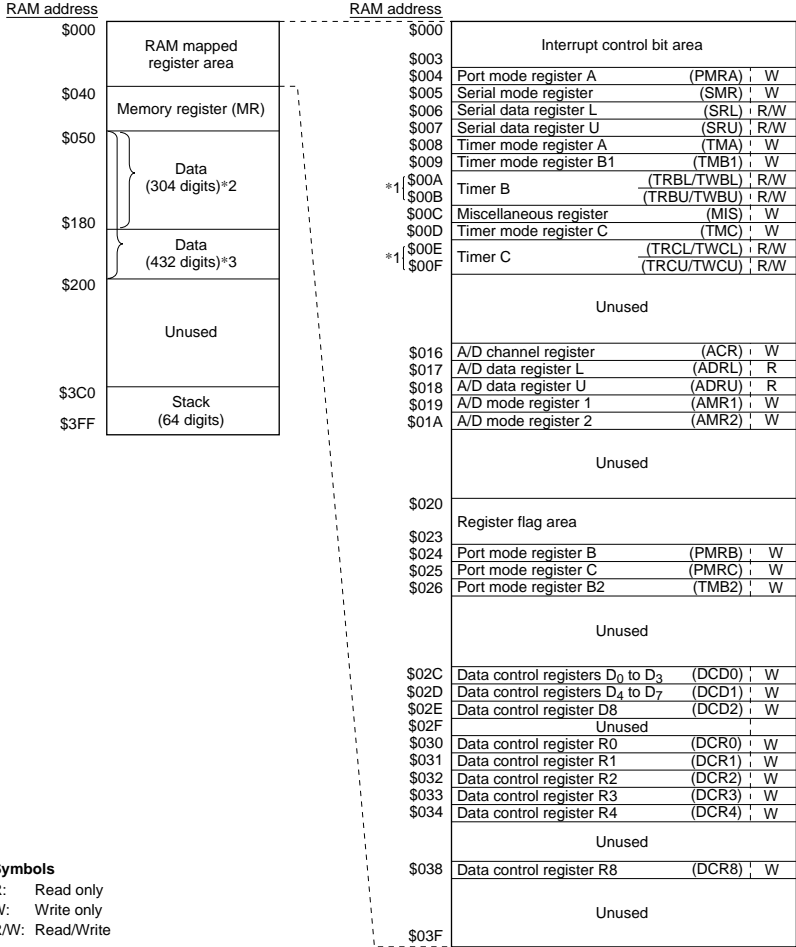 RAM address
$000
RAM mapped
register area
$040
Memory register (MR)
$050
Data
(304 digits)*2
$180
Data
(432 digits)*3
$200
Unused
$3C0
Stack
(64 digits)
$3FF
RAM address
$000
Interrupt control bit area
$003
$004 Port mode register A (PMRA) W
$005 Serial mode register (SMR) W
$006 Serial data register L (SRL) R/W
$007 Serial data register U (SRU) R/W
$008 Timer mode register A (TMA) W
$009 Timer mode register B1 (TMB1) W
*1 $00A Timer B (TRBL/TWBL) R/W
$00B (TRBU/TWBU) R/W
$00C Miscellaneous register (MIS) W
$00D Timer mode register C (TMC) W
*1 $00E Timer C (TRCL/TWCL) R/W
$00F (TRCU/TWCU) R/W
Unused
$016 A/D channel register (ACR) W
$017 A/D data register L (ADRL) R
$018 A/D data register U (ADRU) R
$019 A/D mode register 1 (AMR1) W
$01A A/D mode register 2 (AMR2) W
Unused
$020
Register flag area
$023
$024 Port mode register B (PMRB) W
$025 Port mode register C (PMRC) W
$026 Port mode register B2 (TMB2) W
Unused
$02C Data control registers D0 to D3 (DCD0) W
$02D Data control registers D4 to D7 (DCD1) W
$02E Data control register D8 (DCD2) W
$02F Unused
$030 Data control register R0 (DCR0) W
$031 Data control register R1 (DCR1) W
$032 Data control register R2 (DCR2) W
$033 Data control register R3 (DCR3) W
$034 Data control register R4 (DCR4) W
Unused
$038 Data control register R8 (DCR8) W
Unused
$03F
ymbols
: Read only
: Write only
/W: Read/Write